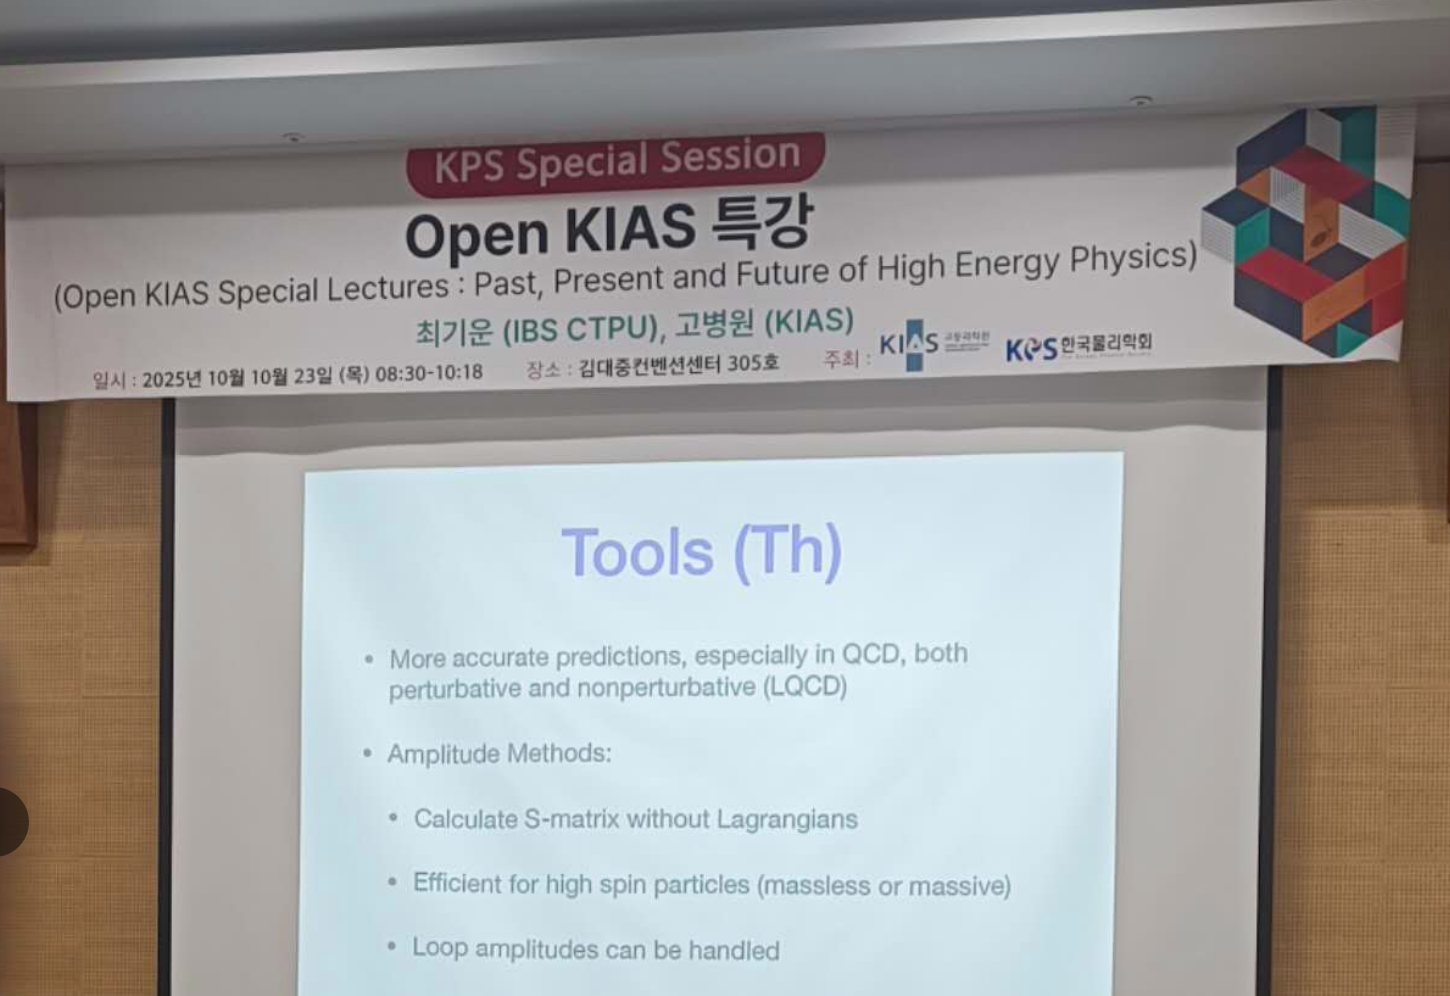 KPS Special Session
Open KIAS 특강
(Open KIAS Special Lectures : Past, Present and Future of High Energy Physics)
최기운 (IBS CTPU), 고병원 (KIAS)
일시 : 2025년 10월 10월 23일 (목) 08:30-10:18 장소 : 김대중컨벤션센터 305호 주최 : KIAS 고등과학원 KPS 한국물리학회
Tools (Th)
• More accurate predictions, especially in QCD, both
perturbative and nonperturbative (LQCD)
• Amplitude Methods:
• Calculate S-matrix without Lagrangians
• Efficient for high spin particles (massless or massive)
• Loop amplitudes can be handled